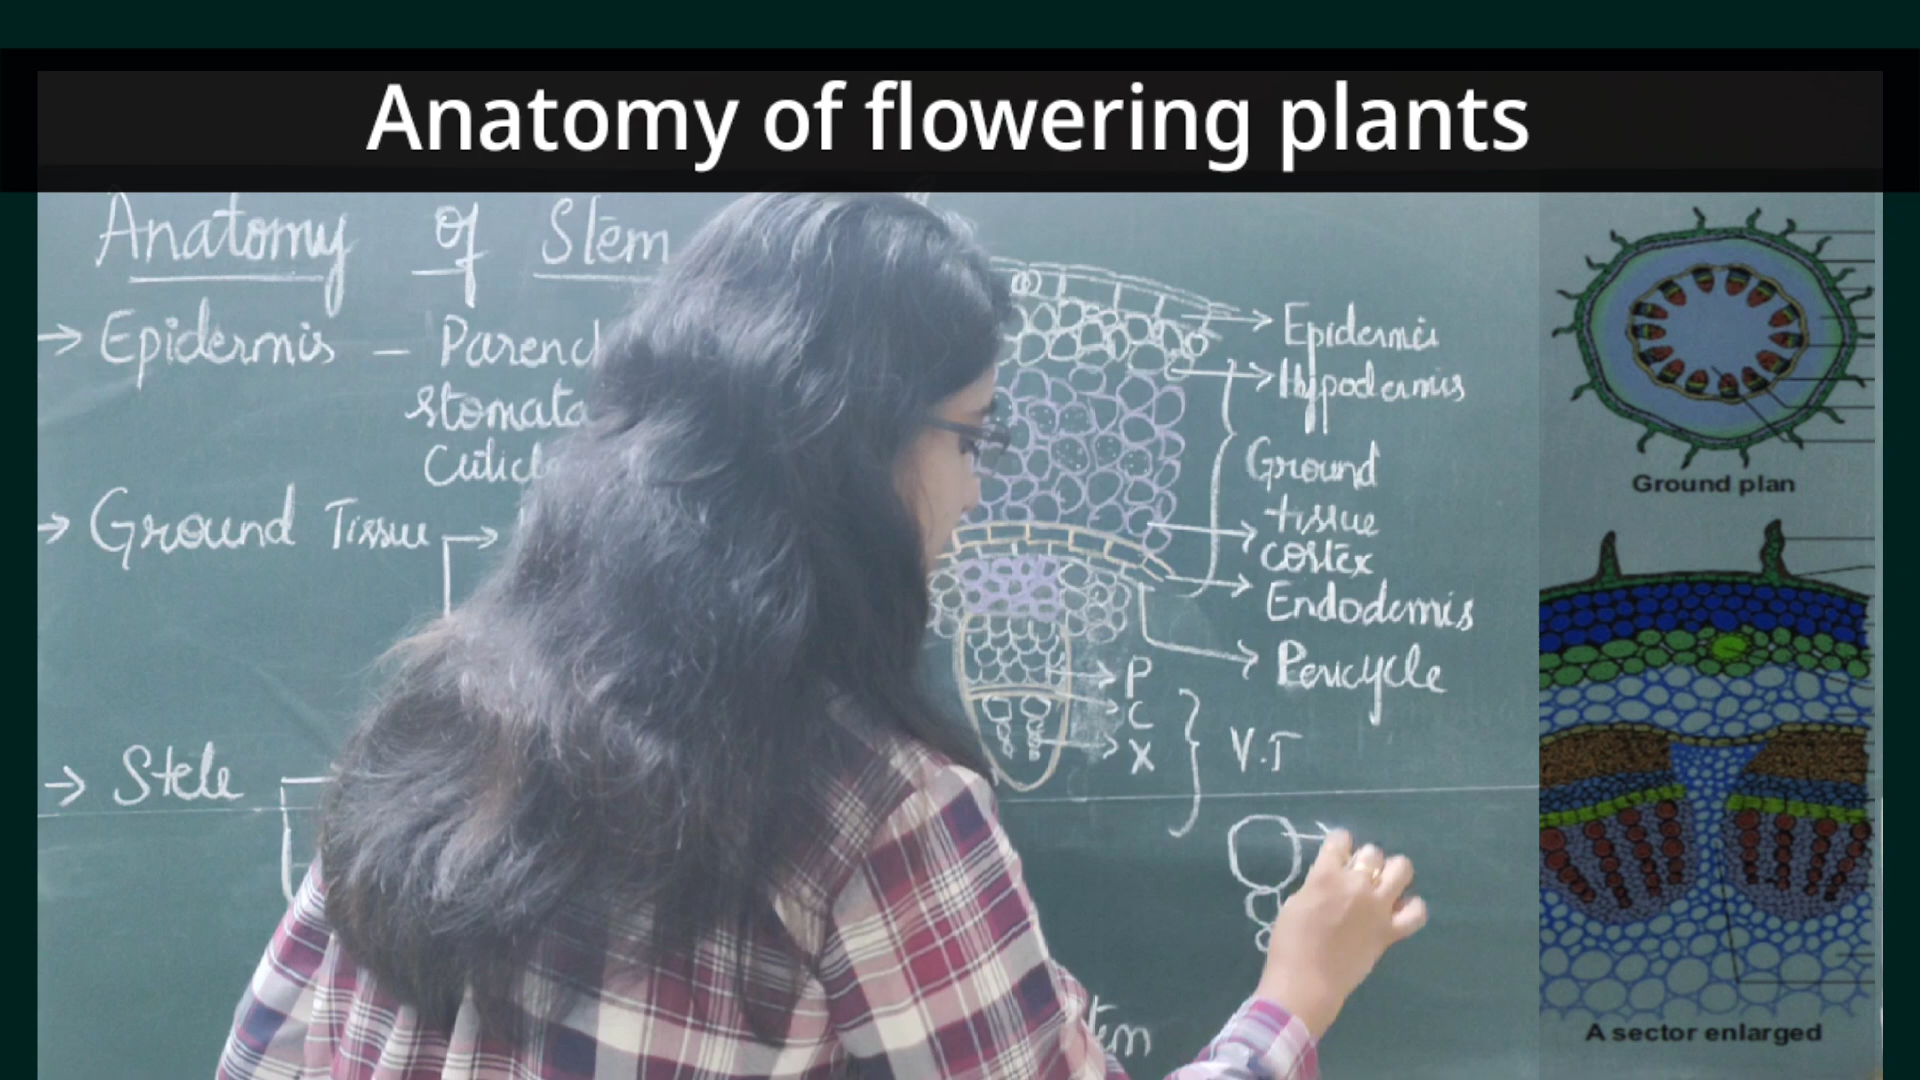 Anatomy of flowering plants
Anatomy of Stem
→ Epidermis – Parench
Stomata
Cuticle
→ Ground Tissue →
→ Stele
Epidermis
Hypodermis
Ground
tissue
cortex
Endodermis
Pericycle
P
C
X
V.T
Ground plan
A sector enlarged